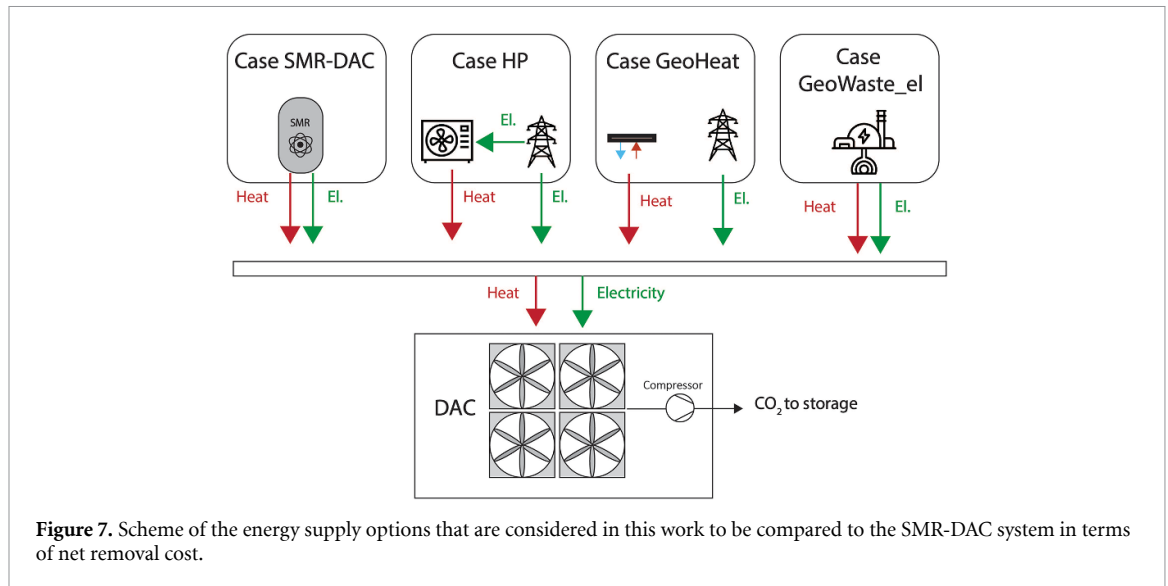 Case SMR-DAC
Case HP
Case GeoHeat
Case
GeoWaste_el
SMR
El.
Heat
El.
Heat
El.
Heat
El.
Heat
El.
Heat
Electricity
DAC
Compressor
CO₂ to storage
Figure 7. Scheme of the energy supply options that are considered in this work to be compared to the SMR-DAC system in terms
of net removal cost.